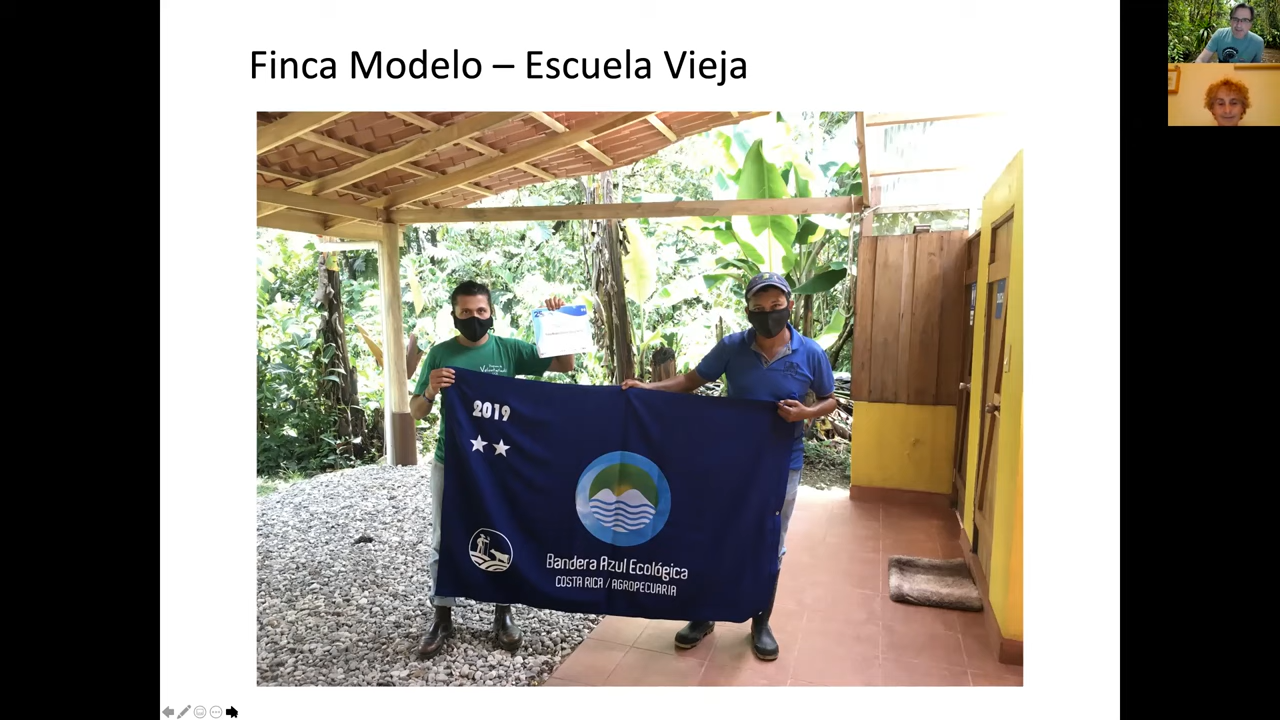 Finca Modelo – Escuela Vieja
2019
Bandera Azul Ecológica
COSTA RICA / AGROPECUARIA